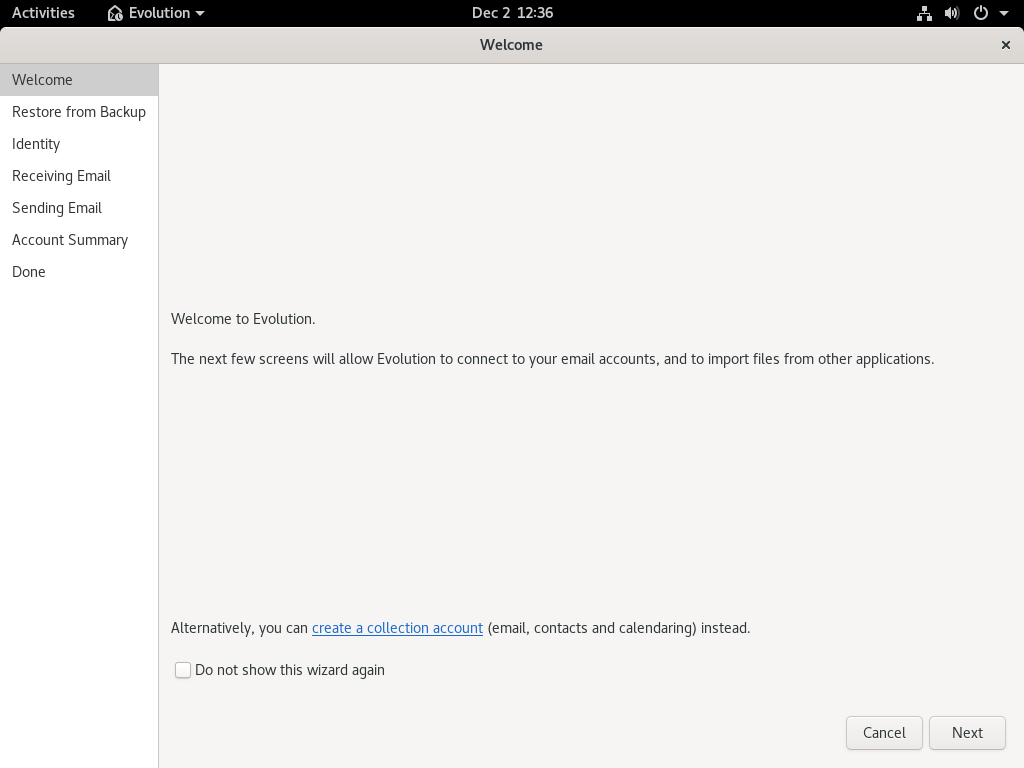 Activities Evolution Dec 2 12:36
Welcome
Welcome
Restore from Backup
Identity
Receiving Email
Sending Email
Account Summary
Done
Welcome to Evolution.
The next few screens will allow Evolution to connect to your email accounts, and to import files from other applications.
Alternatively, you can create a collection account (email, contacts and calendaring) instead.
Do not show this wizard again
Cancel Next